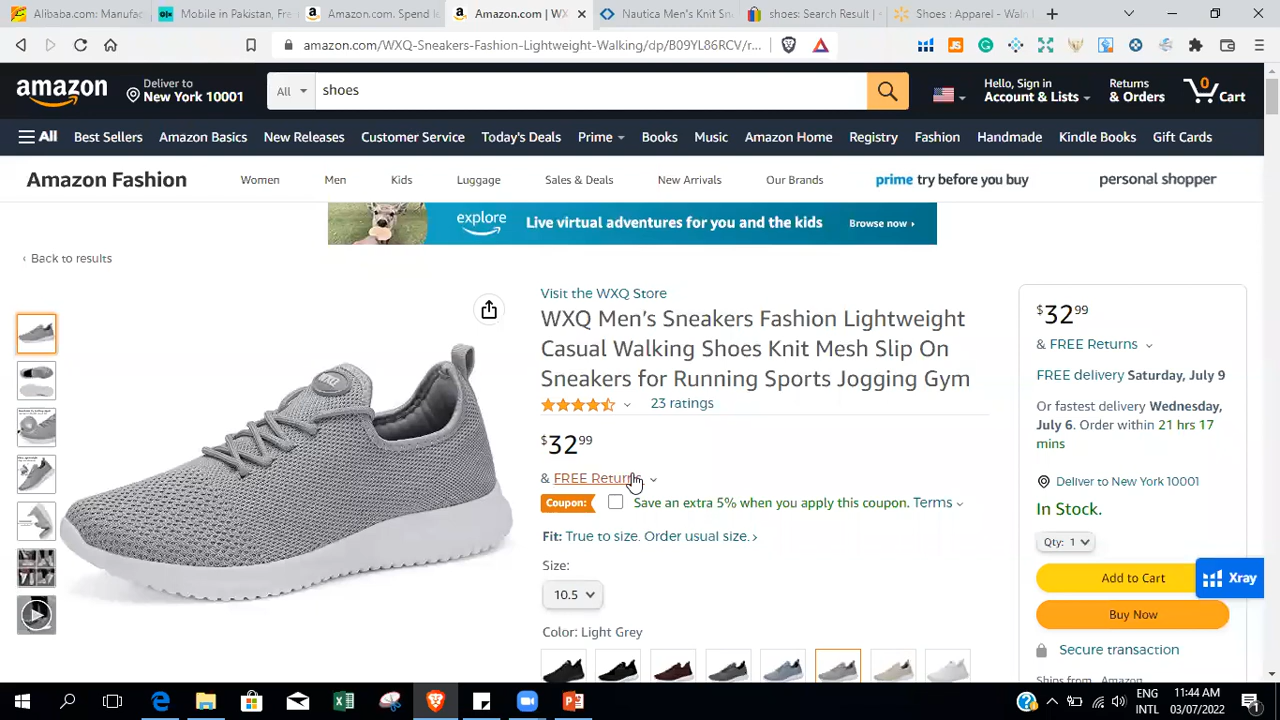 Alibaba.com: Manufac
Mobile in Pakistan, Fre
Amazon.com. Spend l
Amazon.com | WX
Nautica Men's Knit Sne
shoes: Search Result |
Shoes : Apparel - Waln
amazon.com/WXQ-Sneakers-Fashion-Lightweight-Walking/dp/B09YL86RCV/r...
amazon
Deliver to
New York 10001
All
shoes
Hello, Sign in
Account & Lists
Returns
& Orders
0
Cart
All
Best Sellers
Amazon Basics
New Releases
Customer Service
Today's Deals
Prime
Books
Music
Amazon Home
Registry
Fashion
Handmade
Kindle Books
Gift Cards
Amazon Fashion
Women
Men
Kids
Luggage
Sales & Deals
New Arrivals
Our Brands
prime try before you buy
personal shopper
explore
Live virtual adventures for you and the kids
Browse now ›
‹ Back to results
Visit the WXQ Store
WXQ Men's Sneakers Fashion Lightweight
Casual Walking Shoes Knit Mesh Slip On
Sneakers for Running Sports Jogging Gym
23 ratings
$32 99
& FREE Returns
Coupon:
Save an extra 5% when you apply this coupon. Terms
Fit: True to size. Order usual size. ›
Size:
10.5
Color: Light Grey
$32 99
& FREE Returns
FREE delivery Saturday, July 9
Or fastest delivery Wednesday,
July 6. Order within 21 hrs 17
mins
Deliver to New York 10001
In Stock.
Qty: 1
Add to Cart
Xray
Buy Now
Secure transaction
Ships from Amazon
ENG
INTL
11:44 AM
03/07/2022